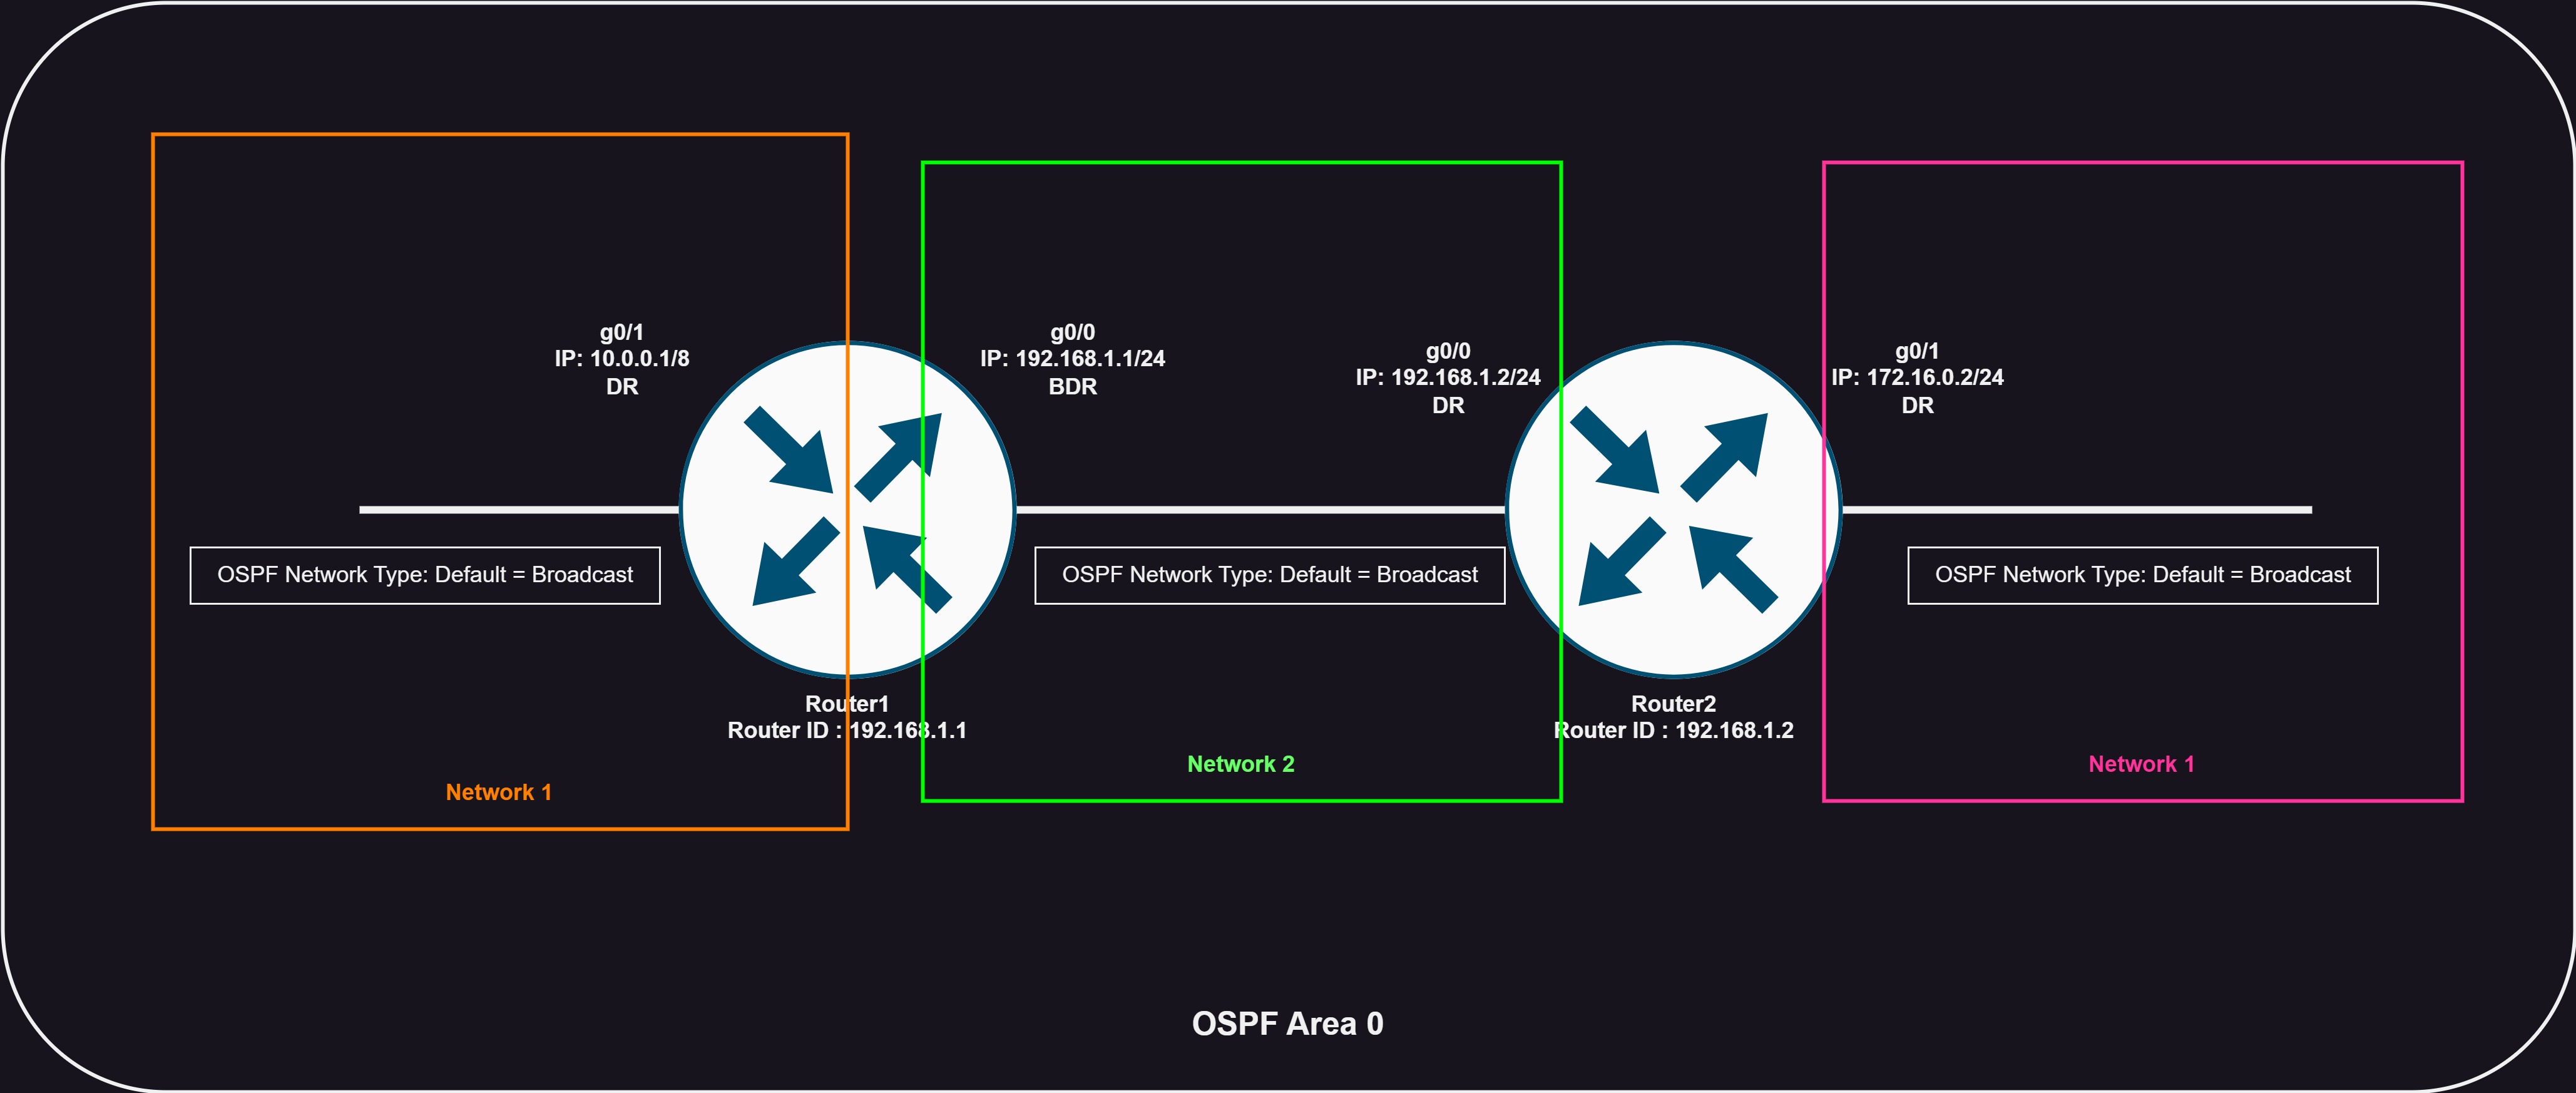 g0/1
IP: 10.0.0.1/8
DR
g0/0
IP: 192.168.1.1/24
BDR
g0/0
IP: 192.168.1.2/24
DR
g0/1
IP: 172.16.0.2/24
DR
OSPF Network Type: Default = Broadcast
OSPF Network Type: Default = Broadcast
OSPF Network Type: Default = Broadcast
Router1
Router ID : 192.168.1.1
Router2
Router ID : 192.168.1.2
Network 1
Network 2
Network 1
OSPF Area 0